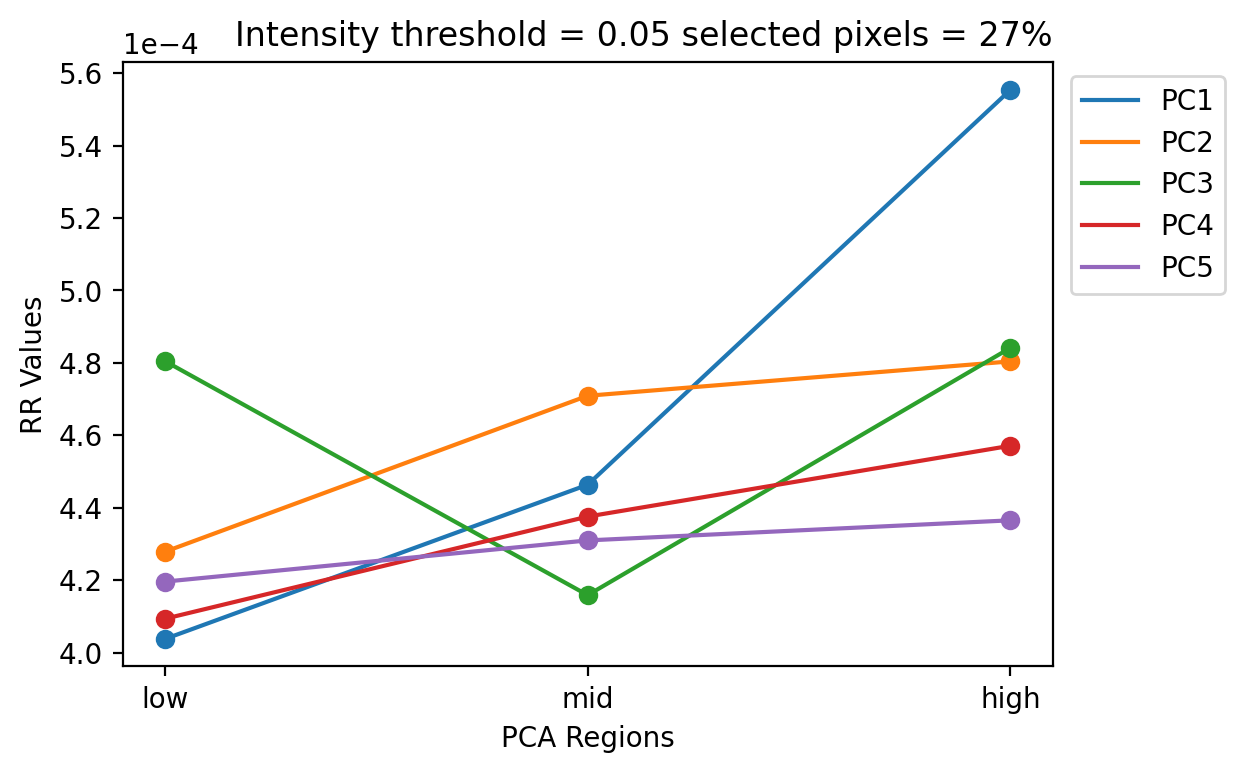 Intensity threshold = 0.05 selected pixels = 27%
1e−4
5.6
5.4
5.2
5.0
4.8
4.6
4.4
4.2
4.0
RR Values
low
mid
high
PCA Regions
PC1
PC2
PC3
PC4
PC5